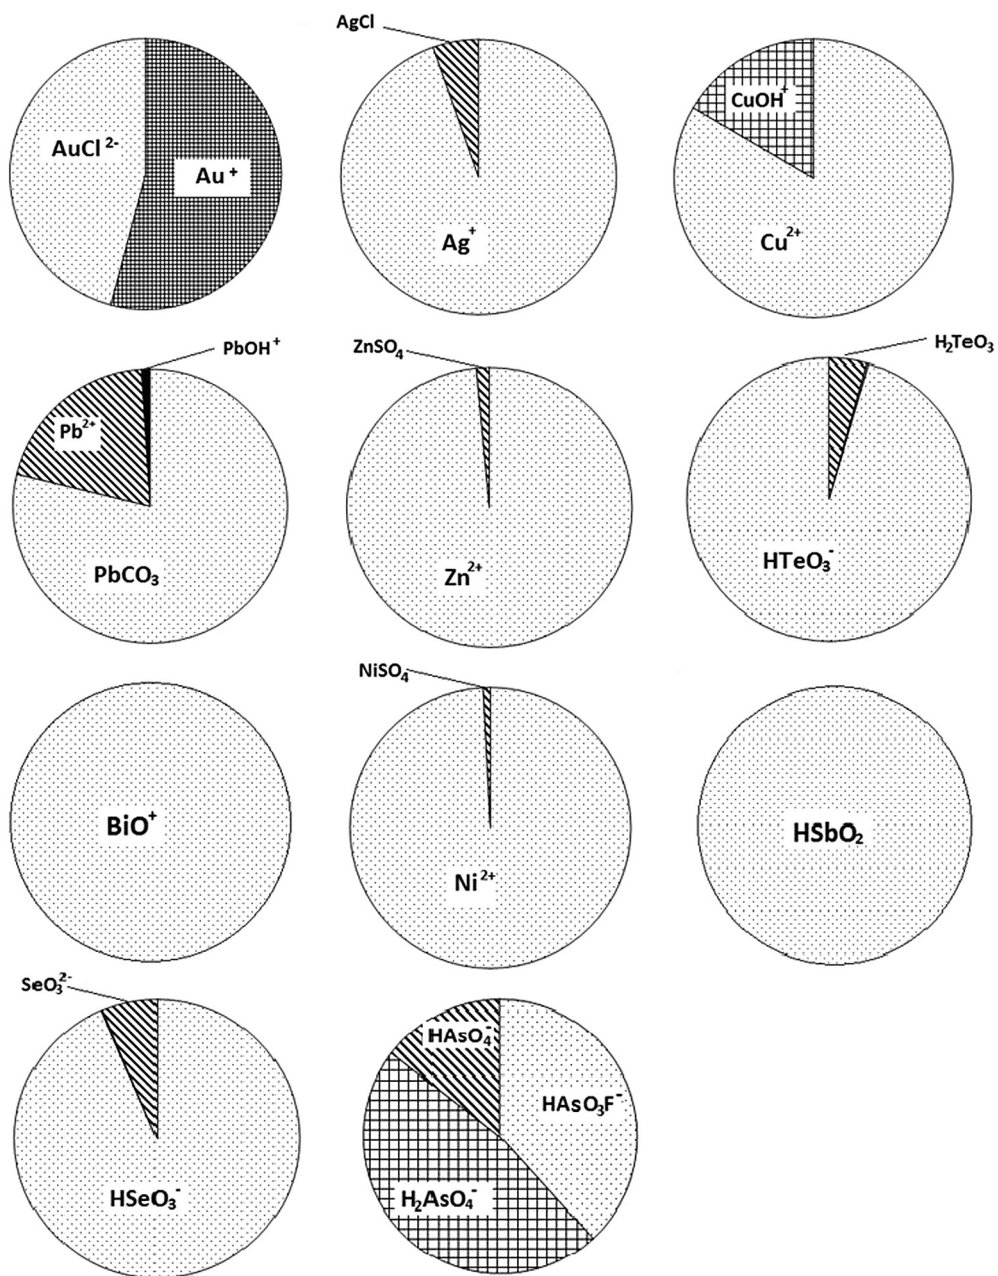 AgCl
AuCl²⁻
Au⁺
Ag⁺
CuOH⁺
Cu²⁺
PbOH⁺
Pb²⁺
PbCO₃
ZnSO₄
Zn²⁺
H₂TeO₃
HTeO₃⁻
BiO⁺
NiSO₄
Ni²⁺
HSbO₂
SeO₃²⁻
HSeO₃⁻
HAsO₄⁻
HAsO₃F⁻
H₂AsO₄⁻